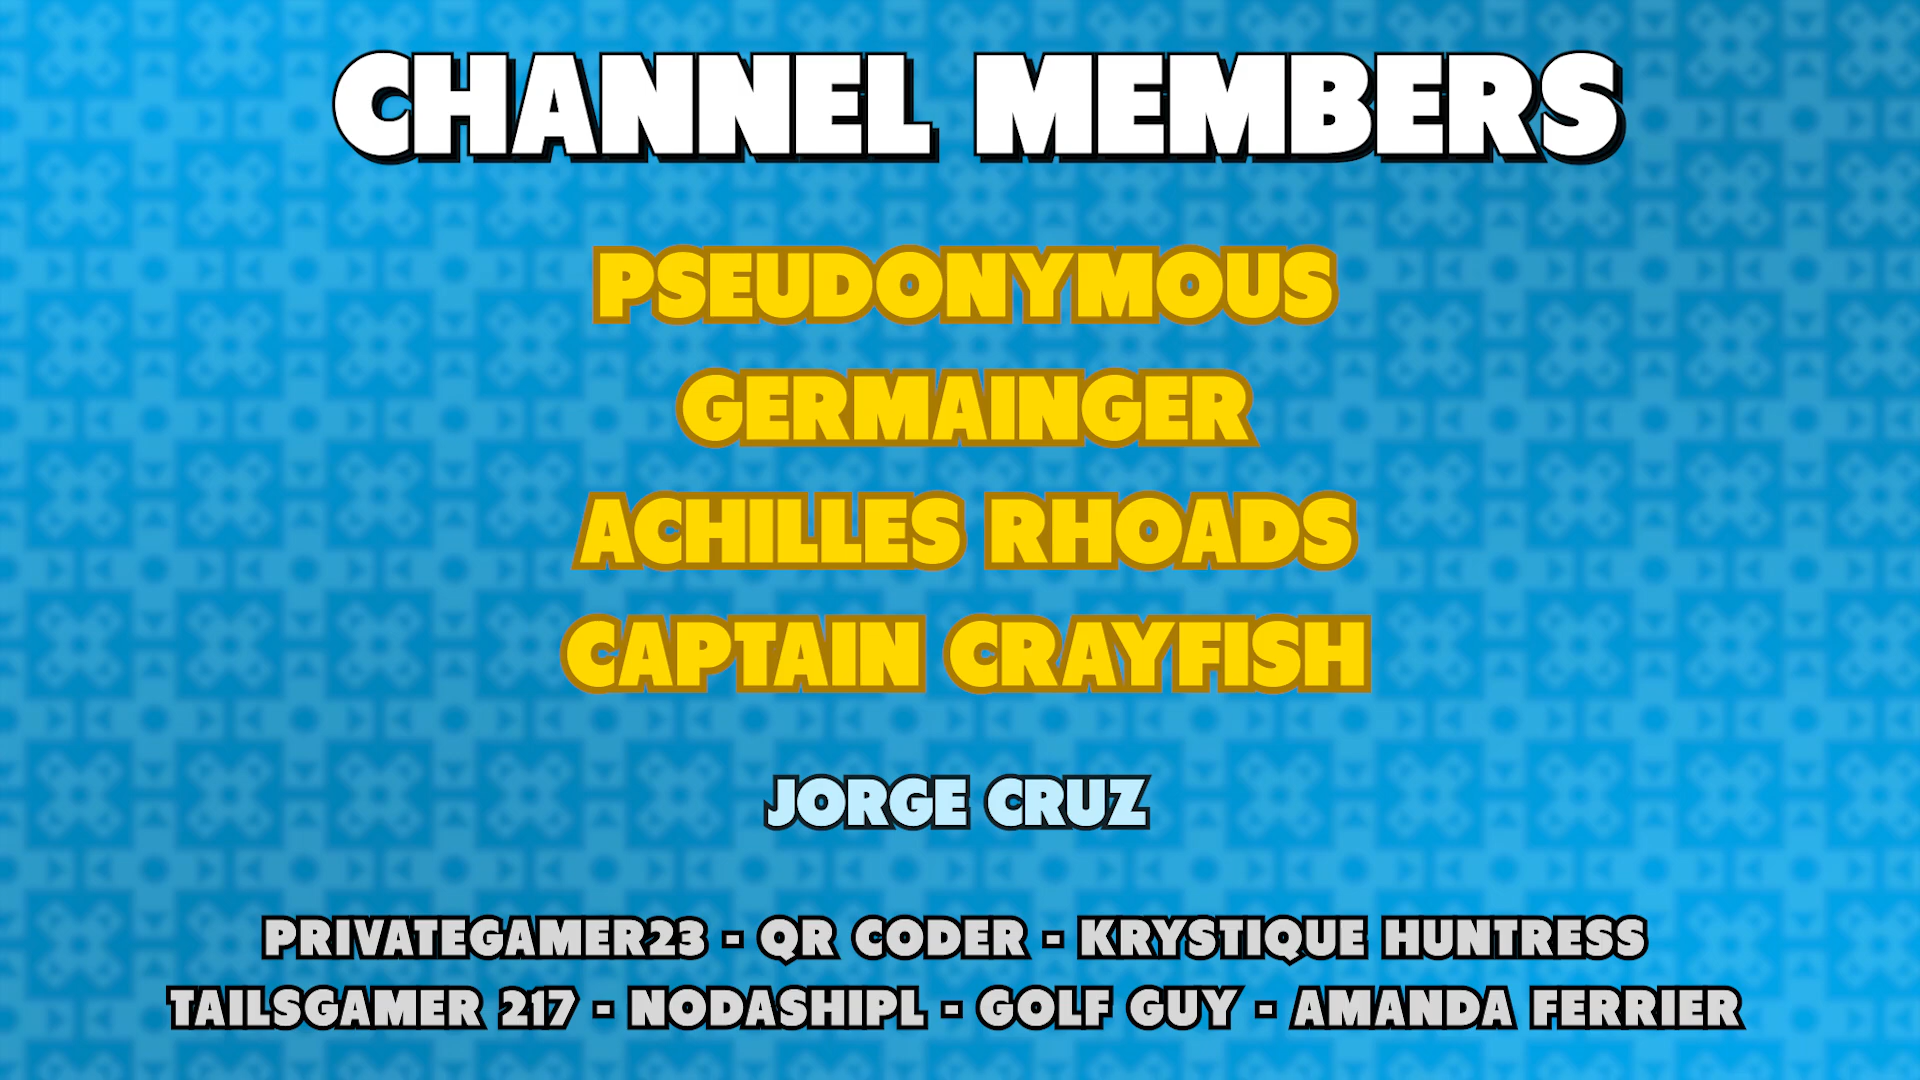 CHANNEL MEMBERS
PSEUDONYMOUS
GERMAINGER
ACHILLES RHOADS
CAPTAIN CRAYFISH
JORGE CRUZ
PRIVATEGAMER23 - QR CODER - KRYSTIQUE HUNTRESS
TAILSGAMER 217 - NODASHIPL - GOLF GUY - AMANDA FERRIER